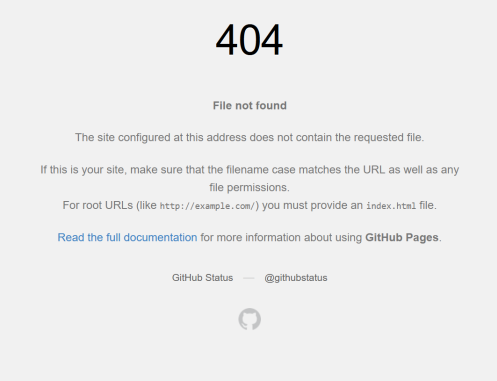 404
File not found
The site configured at this address does not contain the requested file.
If this is your site, make sure that the filename case matches the URL as well as any
file permissions.
For root URLs (like http://example.com/) you must provide an index.html file.
Read the full documentation for more information about using GitHub Pages.
GitHub Status — @githubstatus